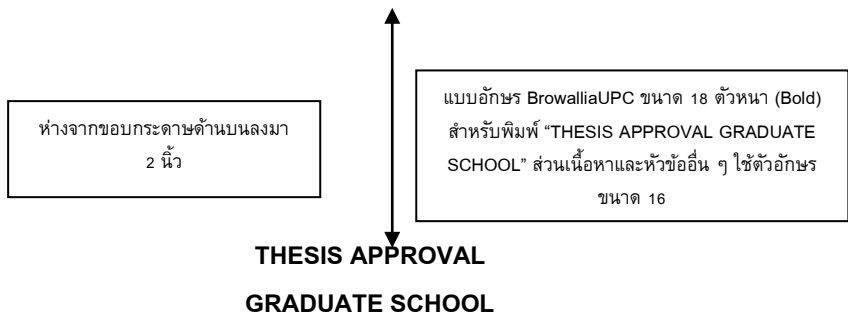 ห่างจากขอบกระดาษด้านบนลงมา
2 นิ้ว
แบบอักษร BrowalliaUPC ขนาด 18 ตัวหนา (Bold)
สำหรับพิมพ์ “THESIS APPROVAL GRADUATE
SCHOOL” ส่วนเนื้อหาและหัวข้ออื่น ๆ ใช้ตัวอักษร
ขนาด 16
THESIS APPROVAL
GRADUATE SCHOOL